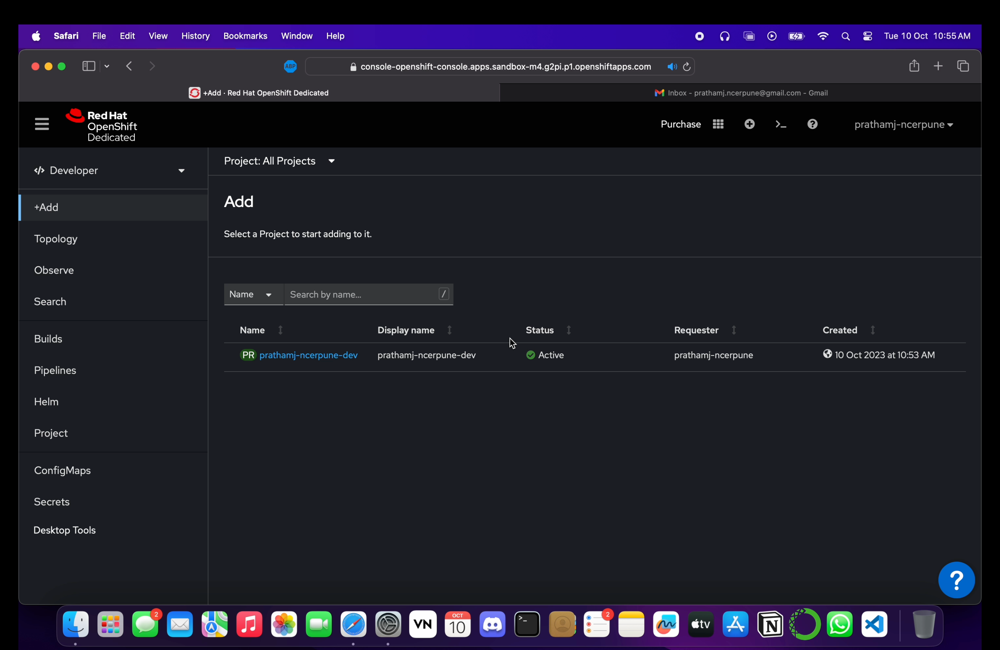 Safari File Edit View History Bookmarks Window Help Tue 10 Oct 10:55 AM
ABP console-openshift-console.apps.sandbox-m4.g2pi.p1.openshiftapps.com
+Add · Red Hat OpenShift Dedicated Inbox - prathamj.ncerpune@gmail.com - Gmail
Red Hat
OpenShift
Dedicated
Purchase prathamj-ncerpune
Project: All Projects
</> Developer
+Add
Topology
Observe
Search
Builds
Pipelines
Helm
Project
ConfigMaps
Secrets
Desktop Tools
Add
Select a Project to start adding to it.
Name Search by name... /
Name Display name Status Requester Created
PR prathamj-ncerpune-dev prathamj-ncerpune-dev Active prathamj-ncerpune 10 Oct 2023 at 10:53 AM
?
2 VN OCT 10 >_ 2 tv N